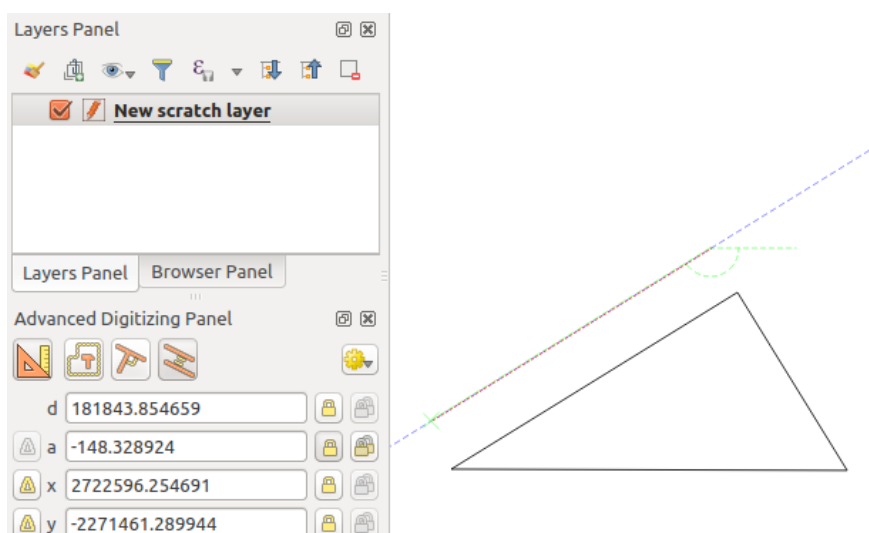 Layers Panel
New scratch layer
Layers Panel
Browser Panel
Advanced Digitizing Panel
d 181843.854659
a -148.328924
x 2722596.254691
y -2271461.289944